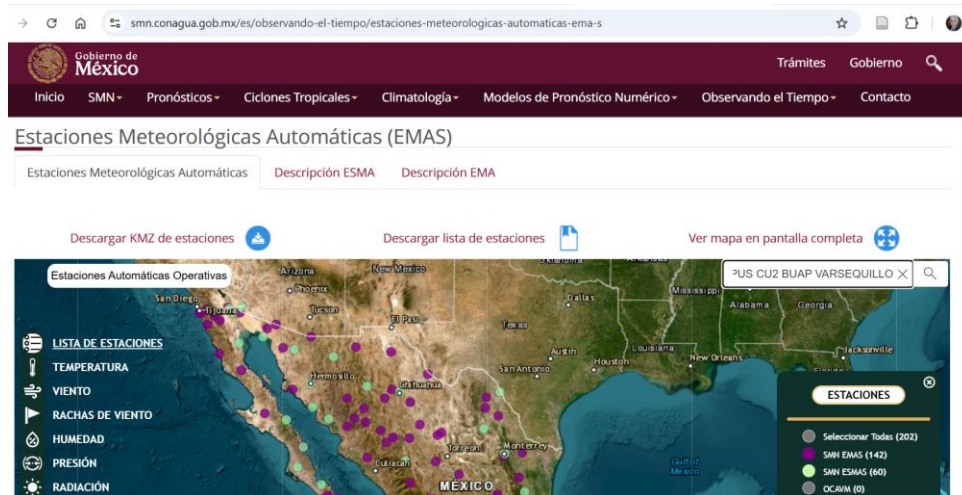 smn.conagua.gob.mx/es/observando-el-tiempo/estaciones-meteorologicas-automaticas-ema-s
Gobierno de
México
Trámites Gobierno
Inicio SMN Pronósticos Ciclones Tropicales Climatología Modelos de Pronóstico Numérico Observando el Tiempo Contacto
Estaciones Meteorológicas Automáticas (EMAS)
Estaciones Meteorológicas Automáticas Descripción ESMA Descripción EMA
Descargar KMZ de estaciones Descargar lista de estaciones Ver mapa en pantalla completa
Estaciones Automáticas Operativas
PUS CU2 BUAP VARSEQUILLO
Arizona New Mexico
Phoenix Dallas Mississippi
San Diego Tijuana Tucson Alabama Georgia
El Paso Texas
LISTA DE ESTACIONES
Austin Louisiana Jacksonville
Houston New Orleans
San Antonio
TEMPERATURA
Hermosillo
Chihuahua
VIENTO
ESTACIONES
RACHAS DE VIENTO
HUMEDAD
Seleccionar Todas (202)
Torreon Monterrey
SMN EMAS (142)
PRESIÓN
Culiacan Gulf of
Mexico
SMN ESMAS (60)
RADIACIÓN
MÉXICO
OCAVM (0)